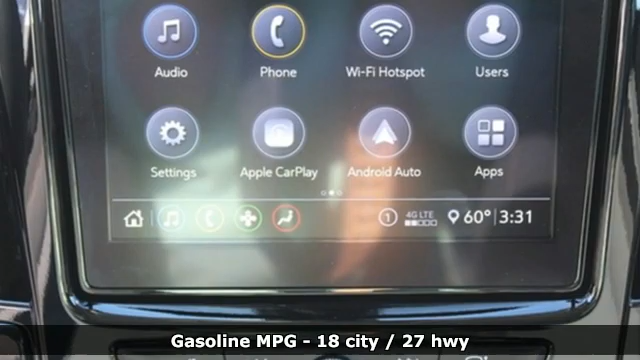 Audio Phone Wi-Fi Hotspot Users
Settings Apple CarPlay Android Auto Apps
1 4G LTE 60° 3:31
Gasoline MPG - 18 city / 27 hwy